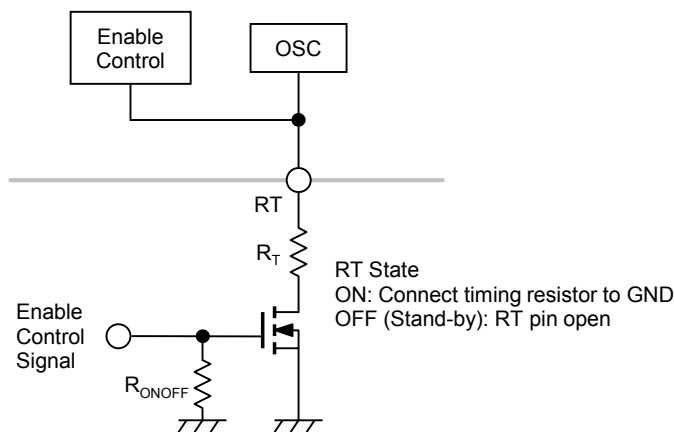 Enable
Control
OSC
RT
R_T
RT State
ON: Connect timing resistor to GND
OFF (Stand-by): RT pin open
Enable
Control
Signal
R_ONOFF